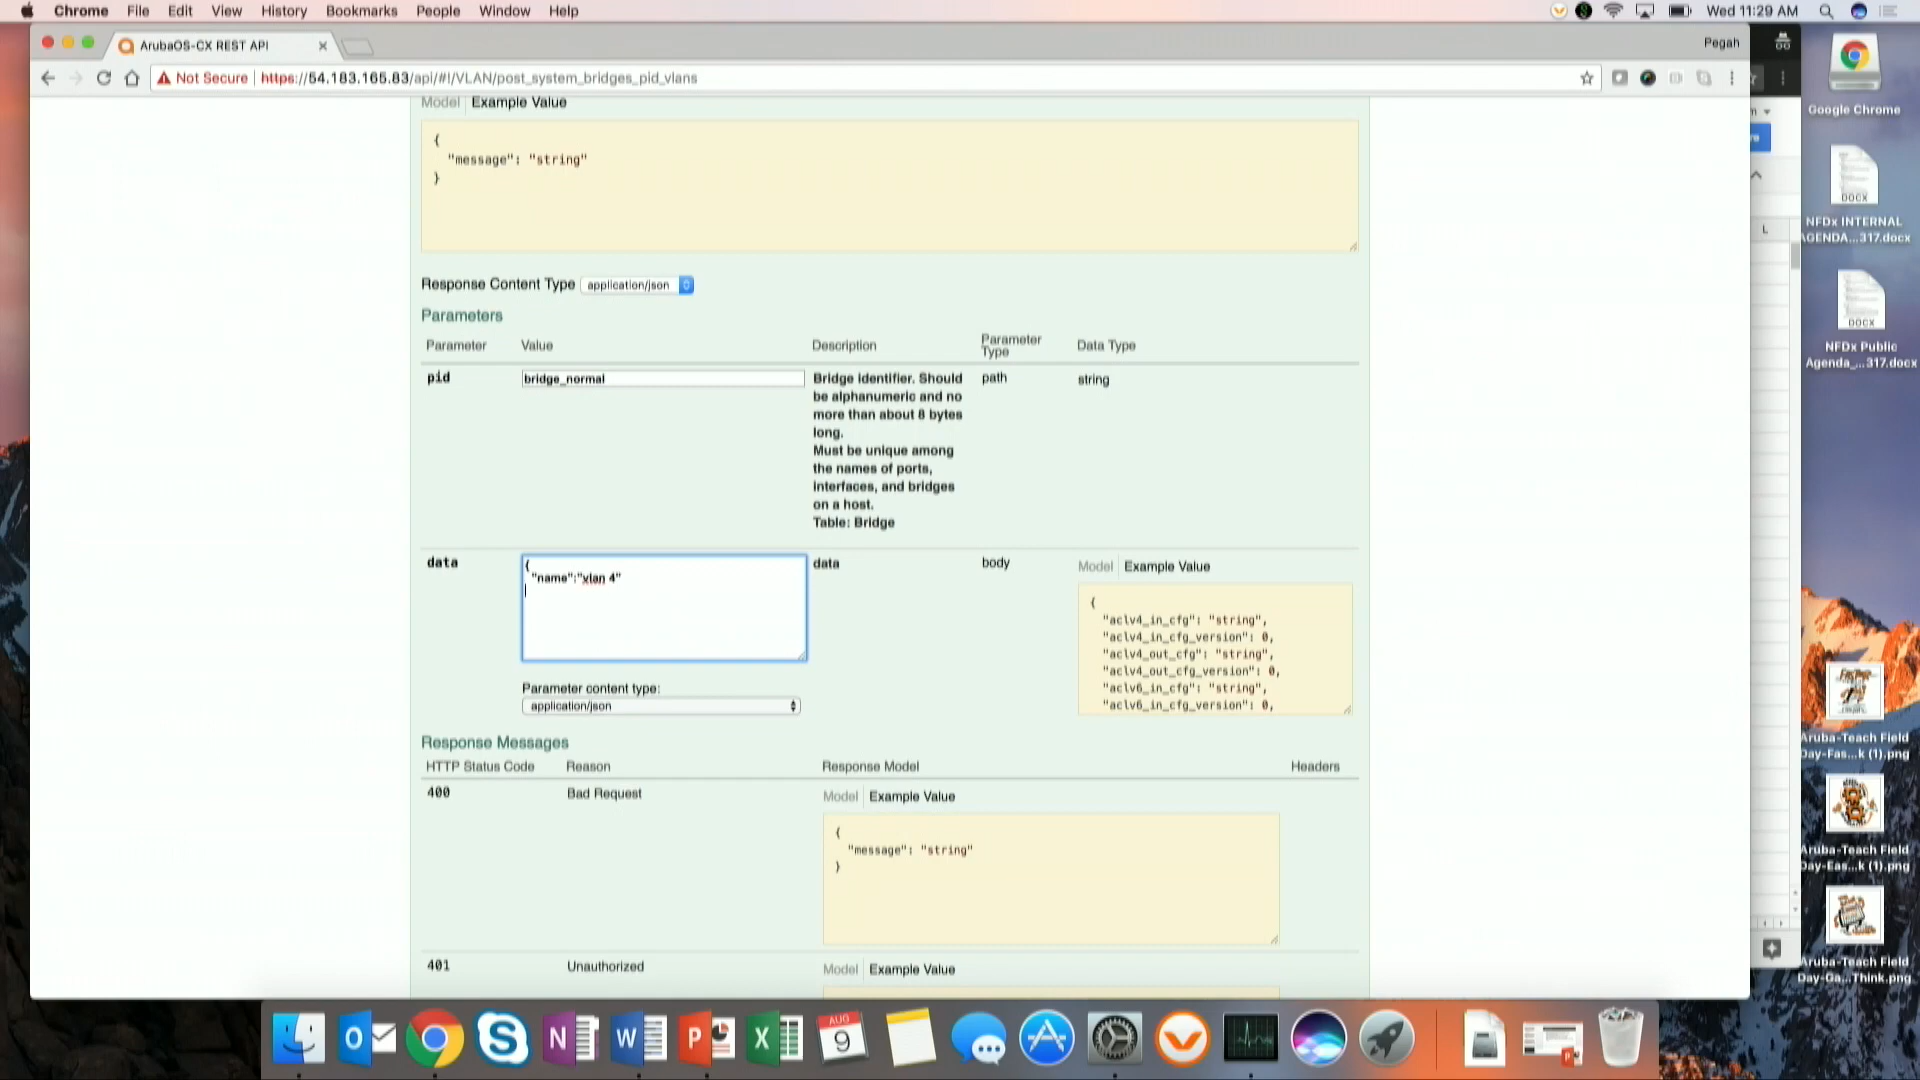 Chrome File Edit View History Bookmarks People Window Help
Wed 11:29 AM
ArubaOS-CX REST API
Pegah
Not Secure https://54.183.165.83/api/#!/VLAN/post_system_bridges_pid_vlans
Model Example Value
{
"message": "string"
}
Response Content Type application/json
Parameters
Parameter Value Description Parameter Type Data Type
pid bridge_normal Bridge identifier. Should path string
be alphanumeric and no
more than about 8 bytes
long.
Must be unique among
the names of ports,
interfaces, and bridges
on a host.
Table: Bridge
data data body Model Example Value
{
"name":"vlan 4"
{
"aclv4_in_cfg": "string",
"aclv4_in_cfg_version": 0,
"aclv4_out_cfg": "string",
"aclv4_out_cfg_version": 0,
"aclv6_in_cfg": "string",
"aclv6_in_cfg_version": 0,
Parameter content type:
application/json
Response Messages
HTTP Status Code Reason Response Model Headers
400 Bad Request Model Example Value
{
"message": "string"
}
401 Unauthorized Model Example Value
L
Google Chrome
DOCX
NFDx INTERNAL
AGENDA...317.docx
DOCX
NFDx Public
Agenda_...317.docx
Aruba-Teach Field
Day-Fas...k (1).png
Aruba-Teach Field
Day-Eas...k (1).png
Aruba-Teach Field
Day-Ga...Think.png
AUG
9